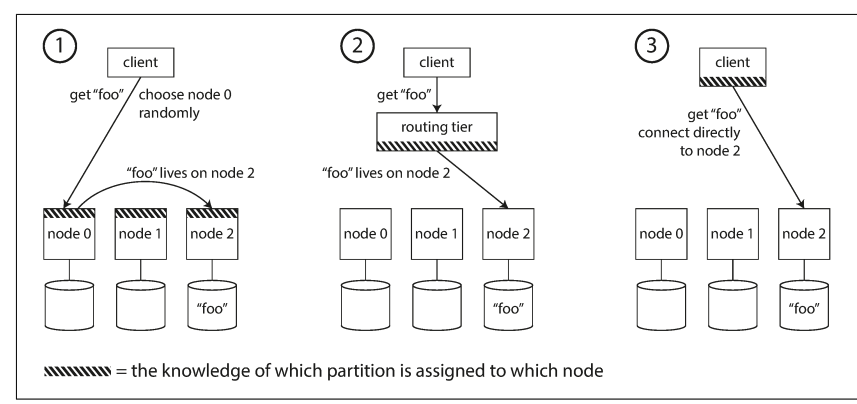 1
client
get “foo”
choose node 0
randomly
“foo” lives on node 2
node 0
node 1
node 2
“foo”
2
client
get “foo”
routing tier
“foo” lives on node 2
node 0
node 1
node 2
“foo”
3
client
get “foo”
connect directly
to node 2
node 0
node 1
node 2
“foo”
= the knowledge of which partition is assigned to which node